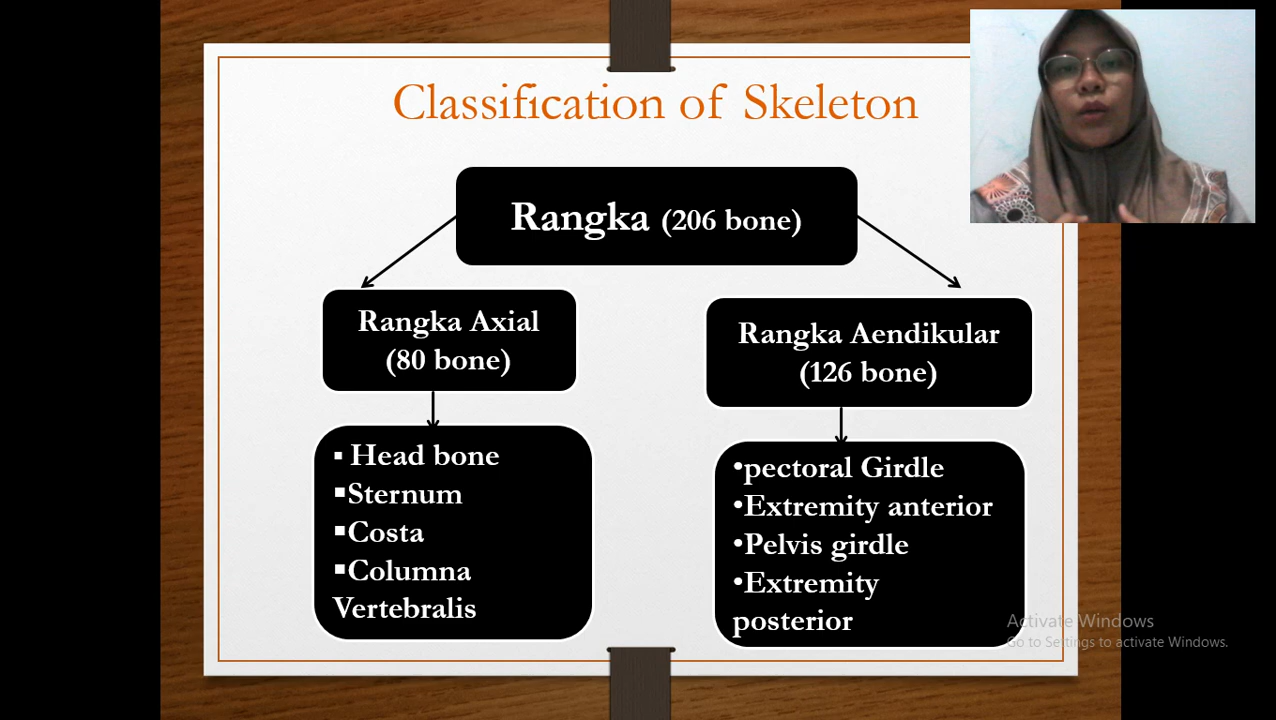 Classification of Skeleton
Rangka (206 bone)
Rangka Axial
(80 bone)
Rangka Aendikular
(126 bone)
▪ Head bone
▪Sternum
▪Costa
▪Columna
Vertebralis
•pectoral Girdle
•Extremity anterior
•Pelvis girdle
•Extremity
posterior
Activate Windows
Go to Settings to activate Windows.